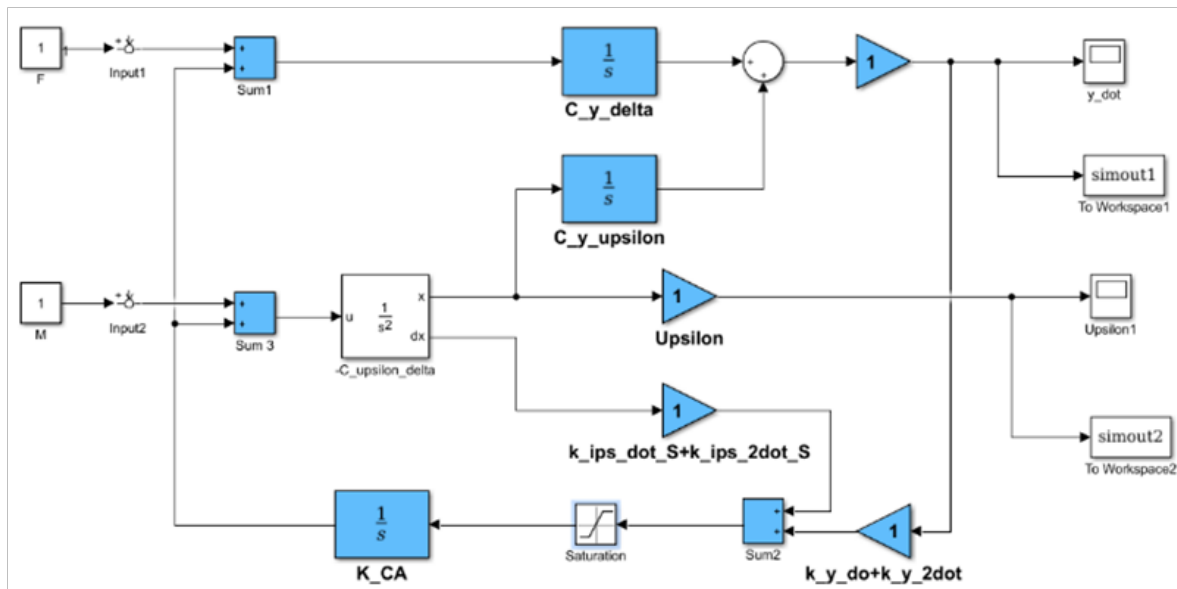 1
F
Input1
+
+
Sum1
1
s
C_y_delta
+
+
1
y_dot
simout1
To Workspace1
1
s
C_y_upsilon
1
M
Input2
+
+
Sum 3
u
1
s²
x
dx
-C_upsilon_delta
1
Upsilon
Upsilon1
1
k_ips_dot_S+k_ips_2dot_S
simout2
To Workspace2
1
s
K_CA
Saturation
+
+
Sum2
1
k_y_do+k_y_2dot